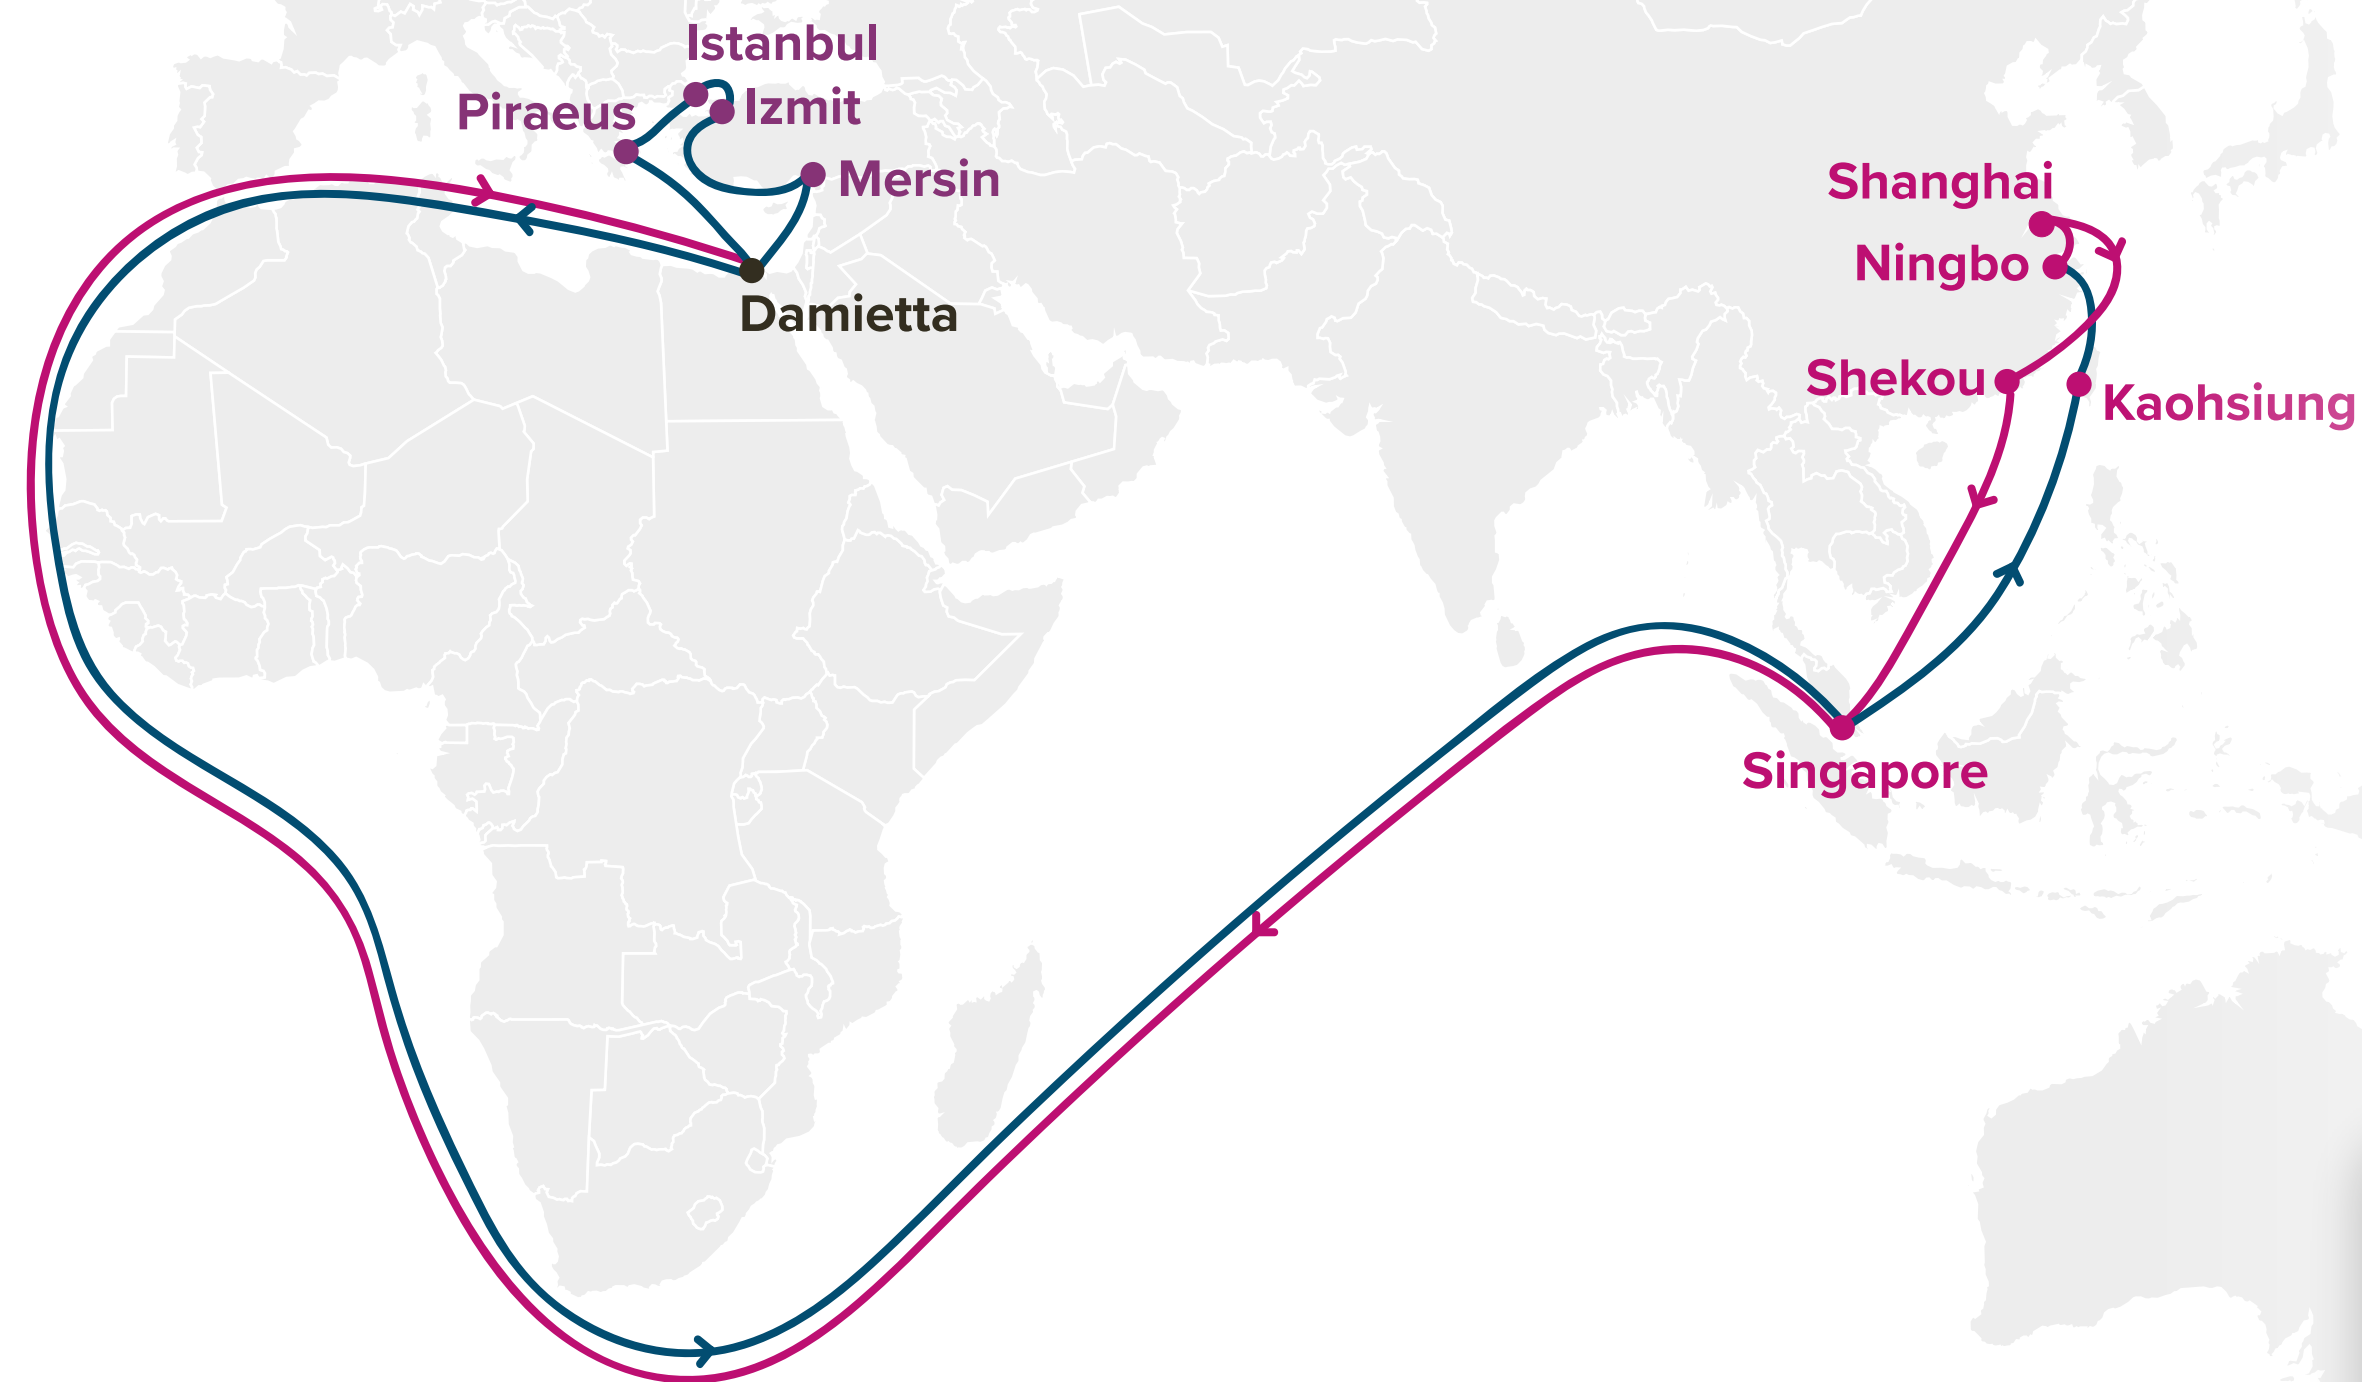 Istanbul
Piraeus
Izmit
Mersin
Damietta
Shanghai
Ningbo
Shekou
Kaohsiung
Singapore